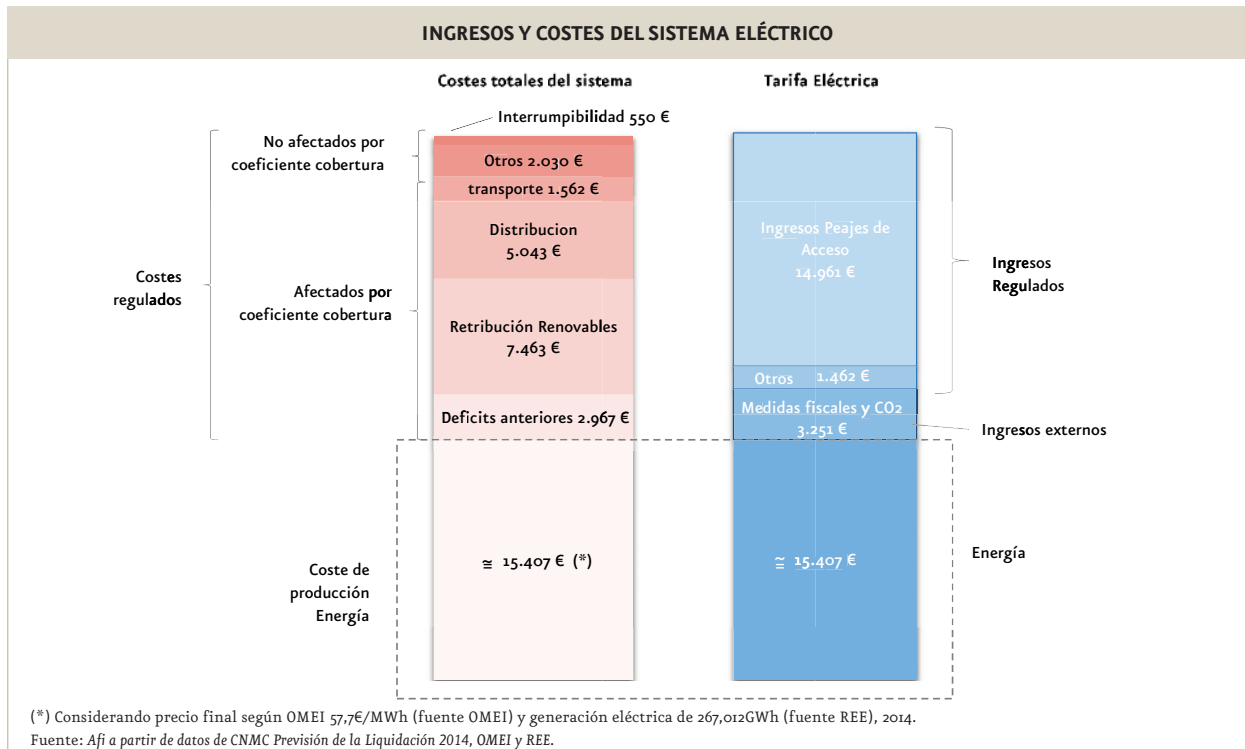 INGRESOS Y COSTES DEL SISTEMA ELÉCTRICO
Costes totales del sistema
Tarifa Eléctrica
Interrumpibilidad 550 €
No afectados por
coeficiente cobertura
Otros 2.030 €
transporte 1.562 €
Distribucion
5.043 €
Costes
regulados
Afectados por
coeficiente cobertura
Retribución Renovables
7.463 €
Deficits anteriores 2.967 €
Ingresos Peajes de
Acceso
14.961 €
Ingresos
Regulados
Otros 1.462 €
Medidas fiscales y CO2
3.251 €
Ingresos externos
Coste de
producción
Energía
≅ 15.407 € (*)
≅ 15.407 €
Energía
(*) Considerando precio final según OMEI 57,7€/MWh (fuente OMEI) y generación eléctrica de 267,012GWh (fuente REE), 2014.
Fuente: Afi a partir de datos de CNMC Previsión de la Liquidación 2014, OMEI y REE.